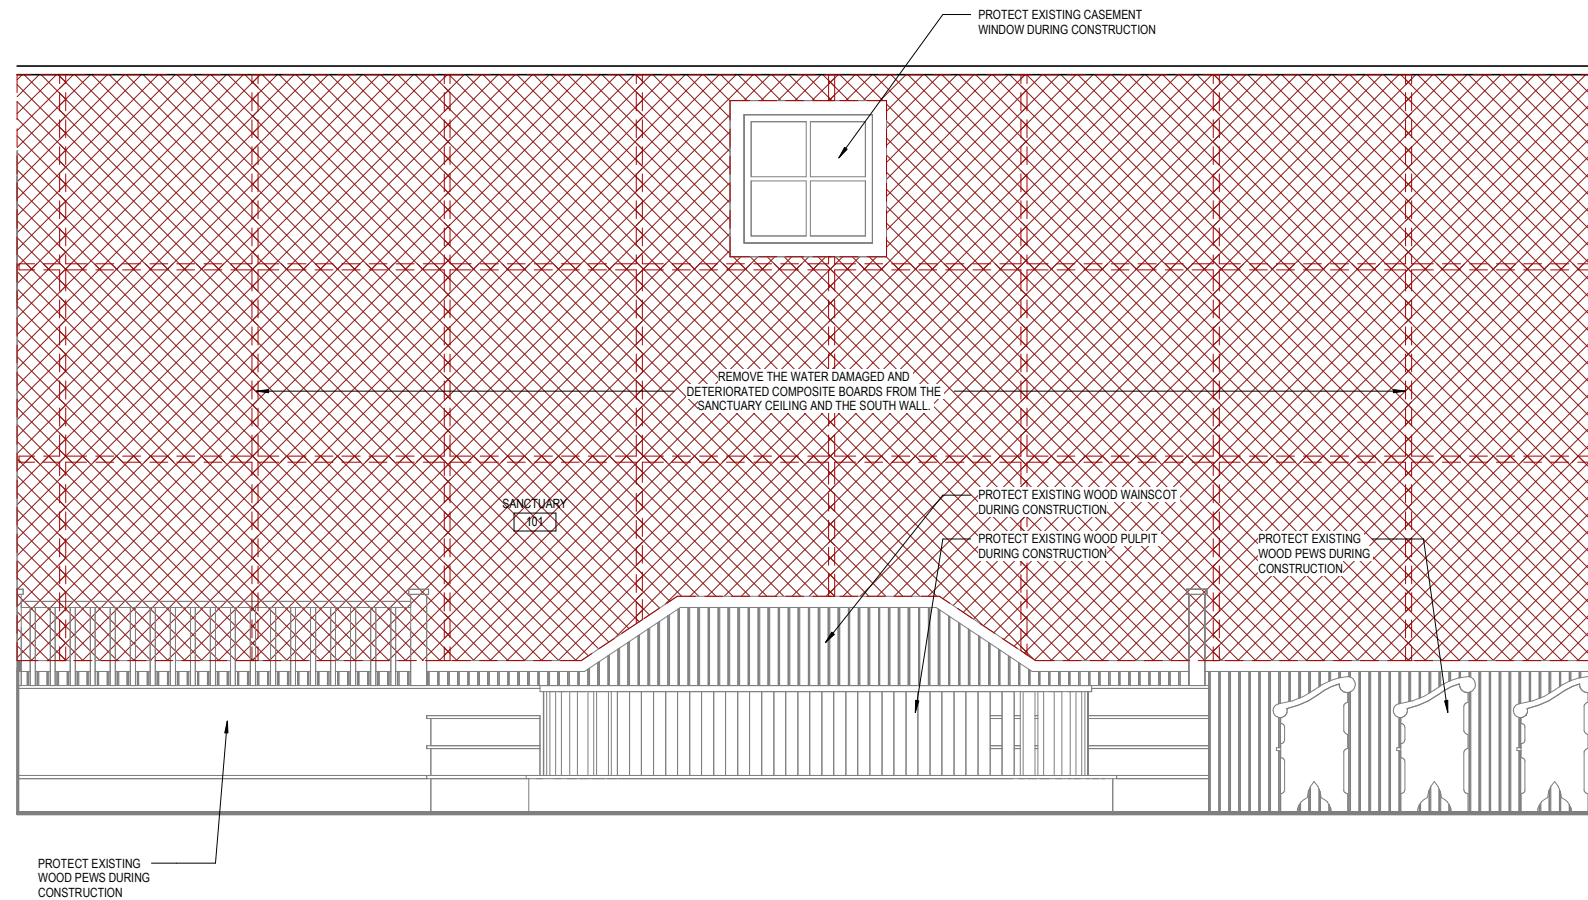 PROTECT EXISTING CASEMENT
WINDOW DURING CONSTRUCTION
REMOVE THE WATER DAMAGED AND
DETERIORATED COMPOSITE BOARDS FROM THE
SANCTUARY CEILING AND THE SOUTH WALL.
SANCTUARY
101
PROTECT EXISTING WOOD WAINSCOT
DURING CONSTRUCTION
PROTECT EXISTING WOOD PULPIT
DURING CONSTRUCTION
PROTECT EXISTING
WOOD PEWS DURING
CONSTRUCTION
PROTECT EXISTING
WOOD PEWS DURING
CONSTRUCTION